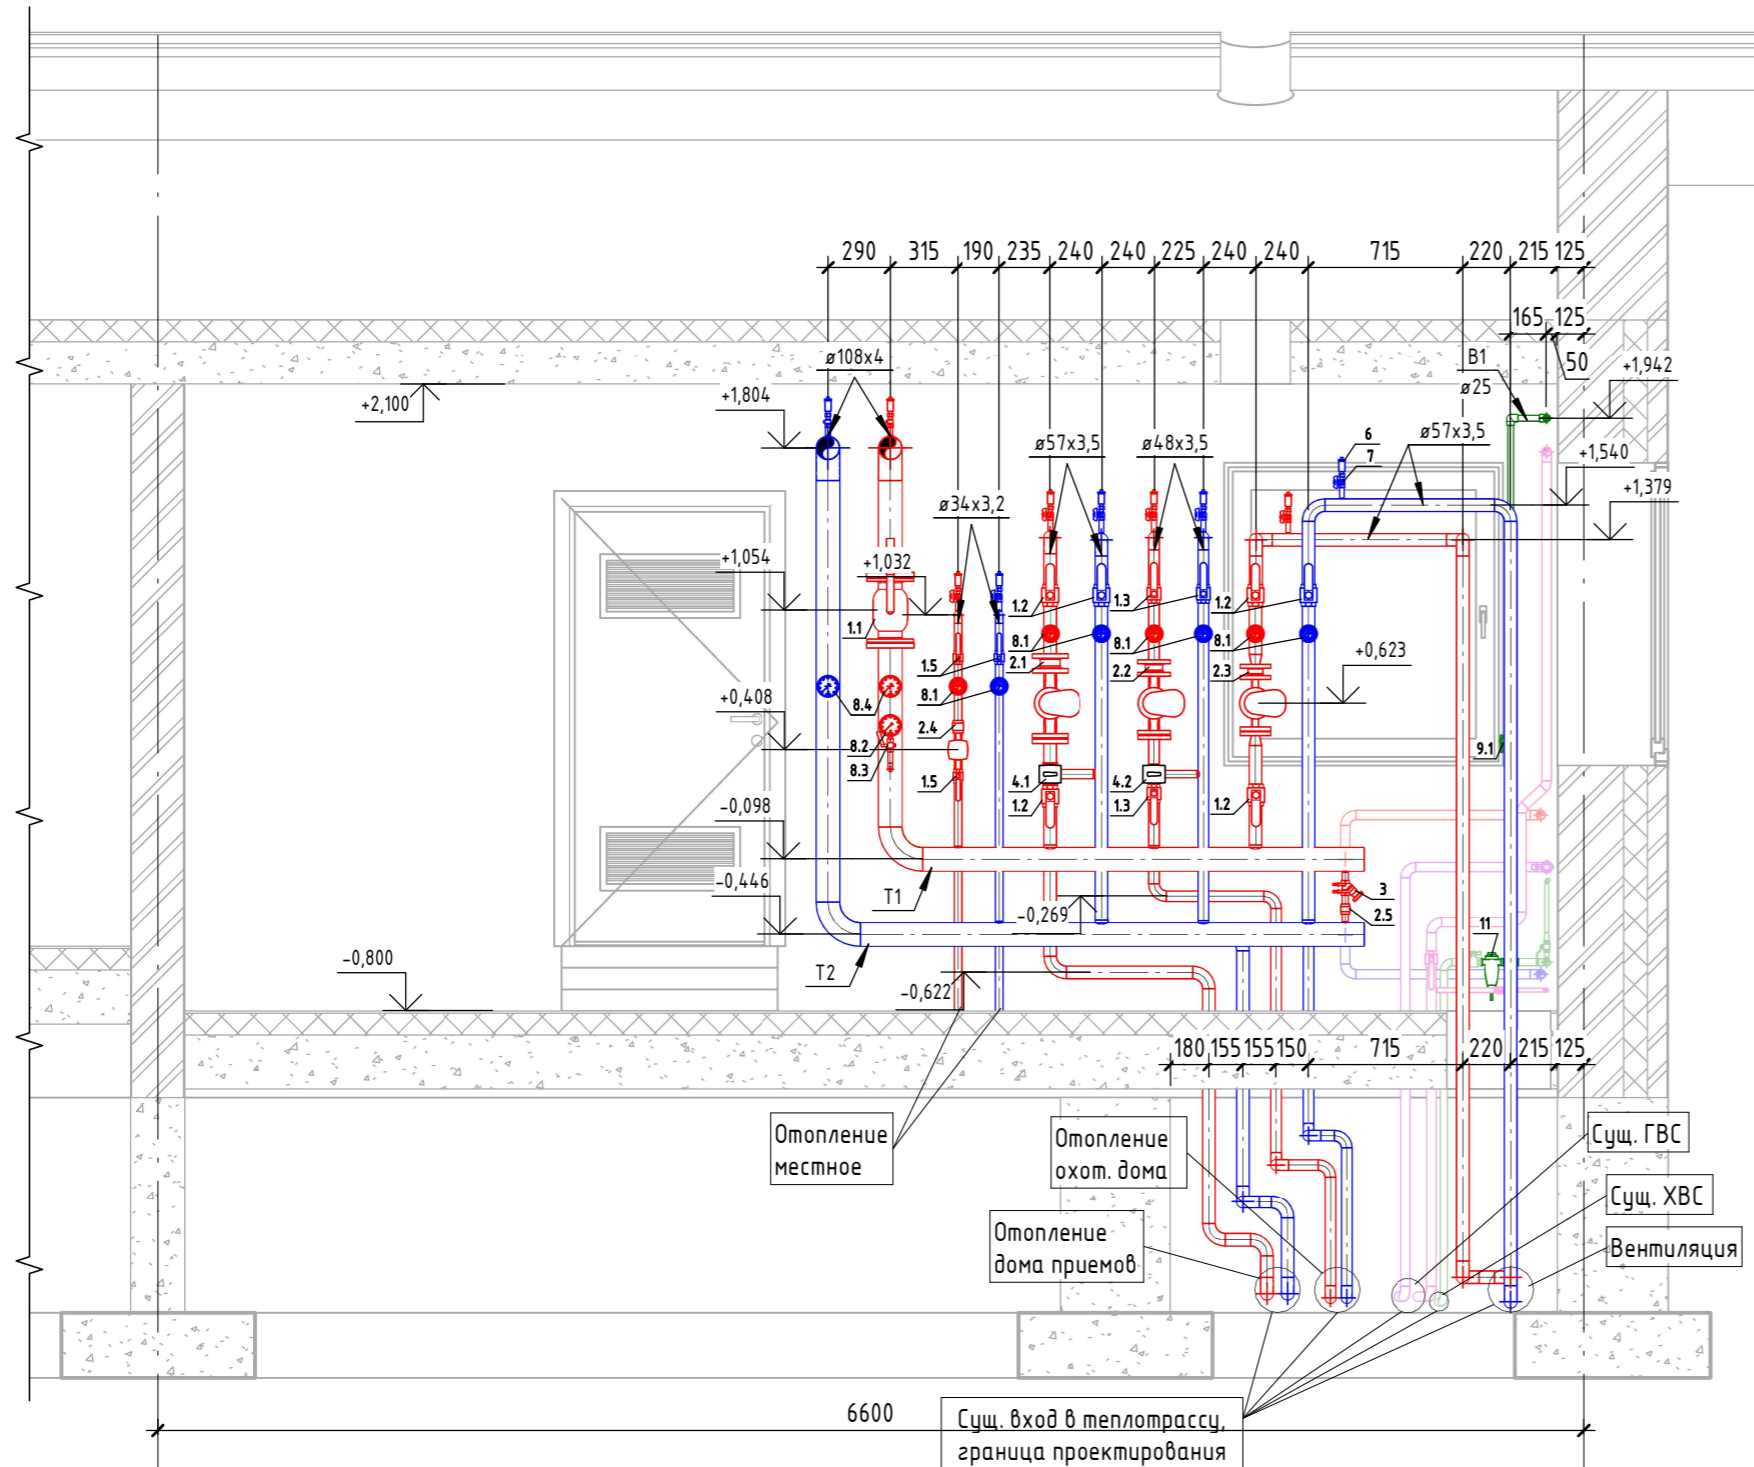 290 315 190 235 240 240 225 240 240 715 220 215 125
165 125
50
B1
ø25
+1,942
ø108x4
+1,804
+2,100
ø57x3,5
ø48x3,5
6
7
ø57x3,5
+1,540
+1,379
ø34x3,2
+1,054
+1,032
1.1
1.2
1.3
1.2
8.1
8.1
8.1
1.5
2.1
2.2
2.3
+0,623
8.1
8.4
+0,408
2.4
8.2
8.3
1.5
4.1
4.2
9.1
1.2
1.3
1.2
-0,098
-0,446
T1
3
-0,269
2.5
11
T2
-0,800
-0,622
180 155 155 150 715 220 215 125
Отопление
местное
Отопление
охот. дома
Сущ. ГВС
Сущ. ХВС
Отопление
дома приемов
Вентиляция
6600
Сущ. вход в теплотрассу,
граница проектирования